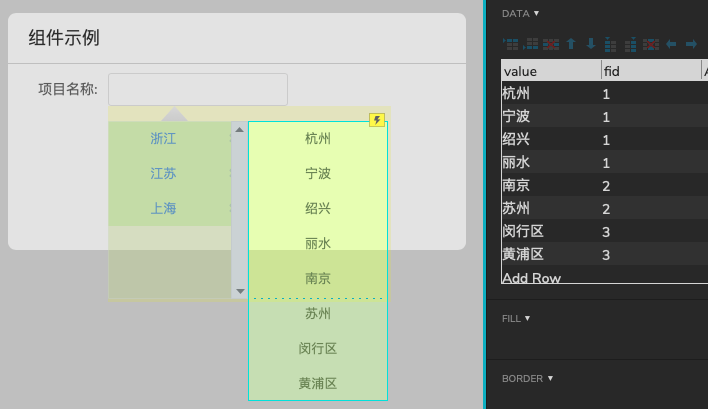 组件示例
项目名称:
浙江
江苏
上海
杭州
宁波
绍兴
丽水
南京
苏州
闵行区
黄浦区
DATA
value fid
杭州 1
宁波 1
绍兴 1
丽水 1
南京 2
苏州 2
闵行区 3
黄浦区 3
Add Row
FILL
BORDER